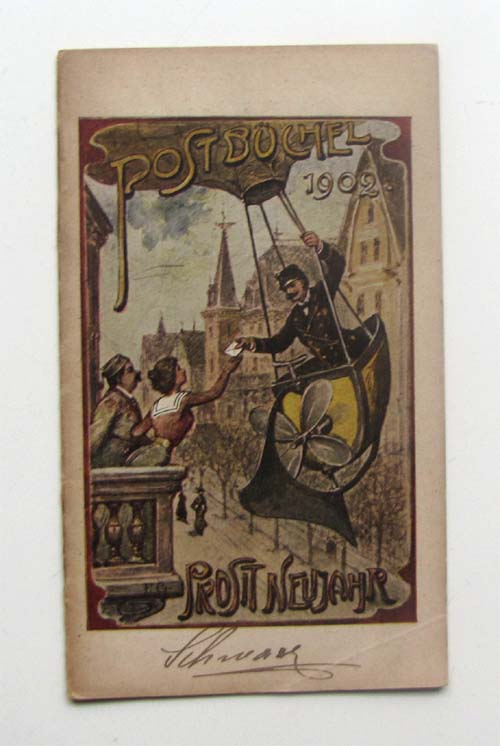 POSTBÜCHEL
1902.
PROSIT NEUJAHR
Schwarz